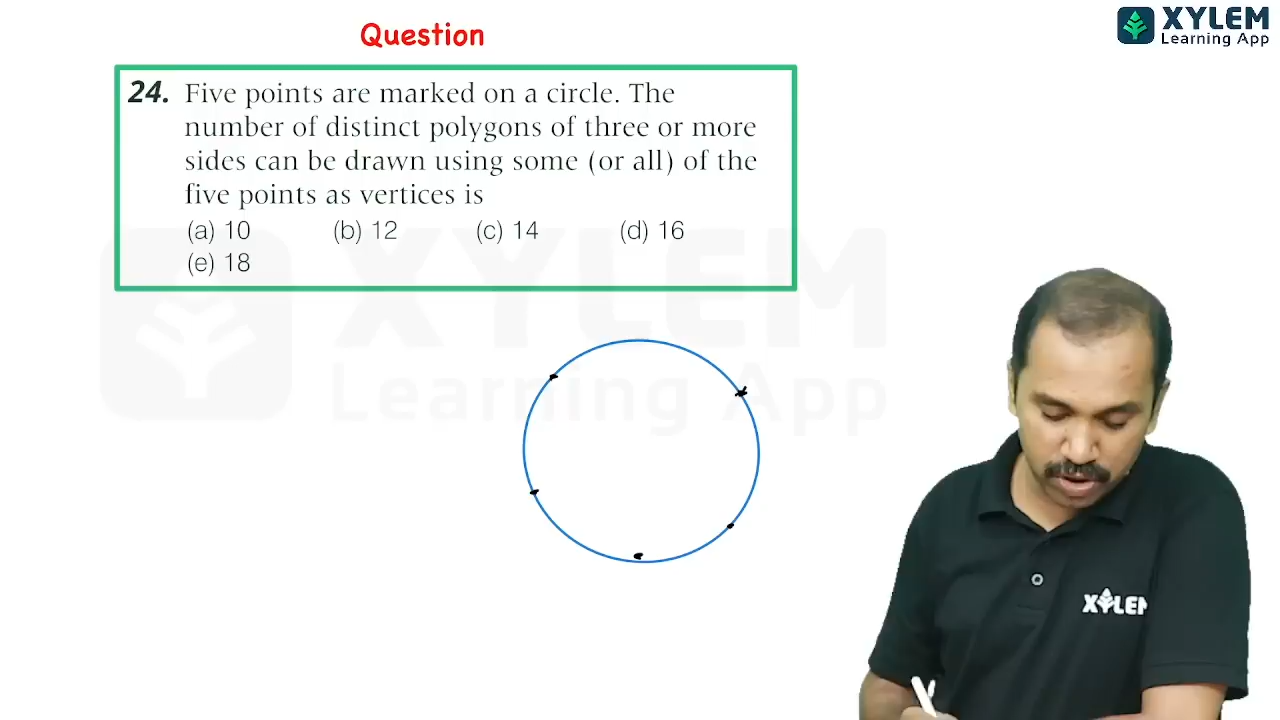 Question
XYLEM
Learning App
24. Five points are marked on a circle. The
number of distinct polygons of three or more
sides can be drawn using some (or all) of the
five points as vertices is
(a) 10 (b) 12 (c) 14 (d) 16
(e) 18
XYLEM
Learning App
XYLEM